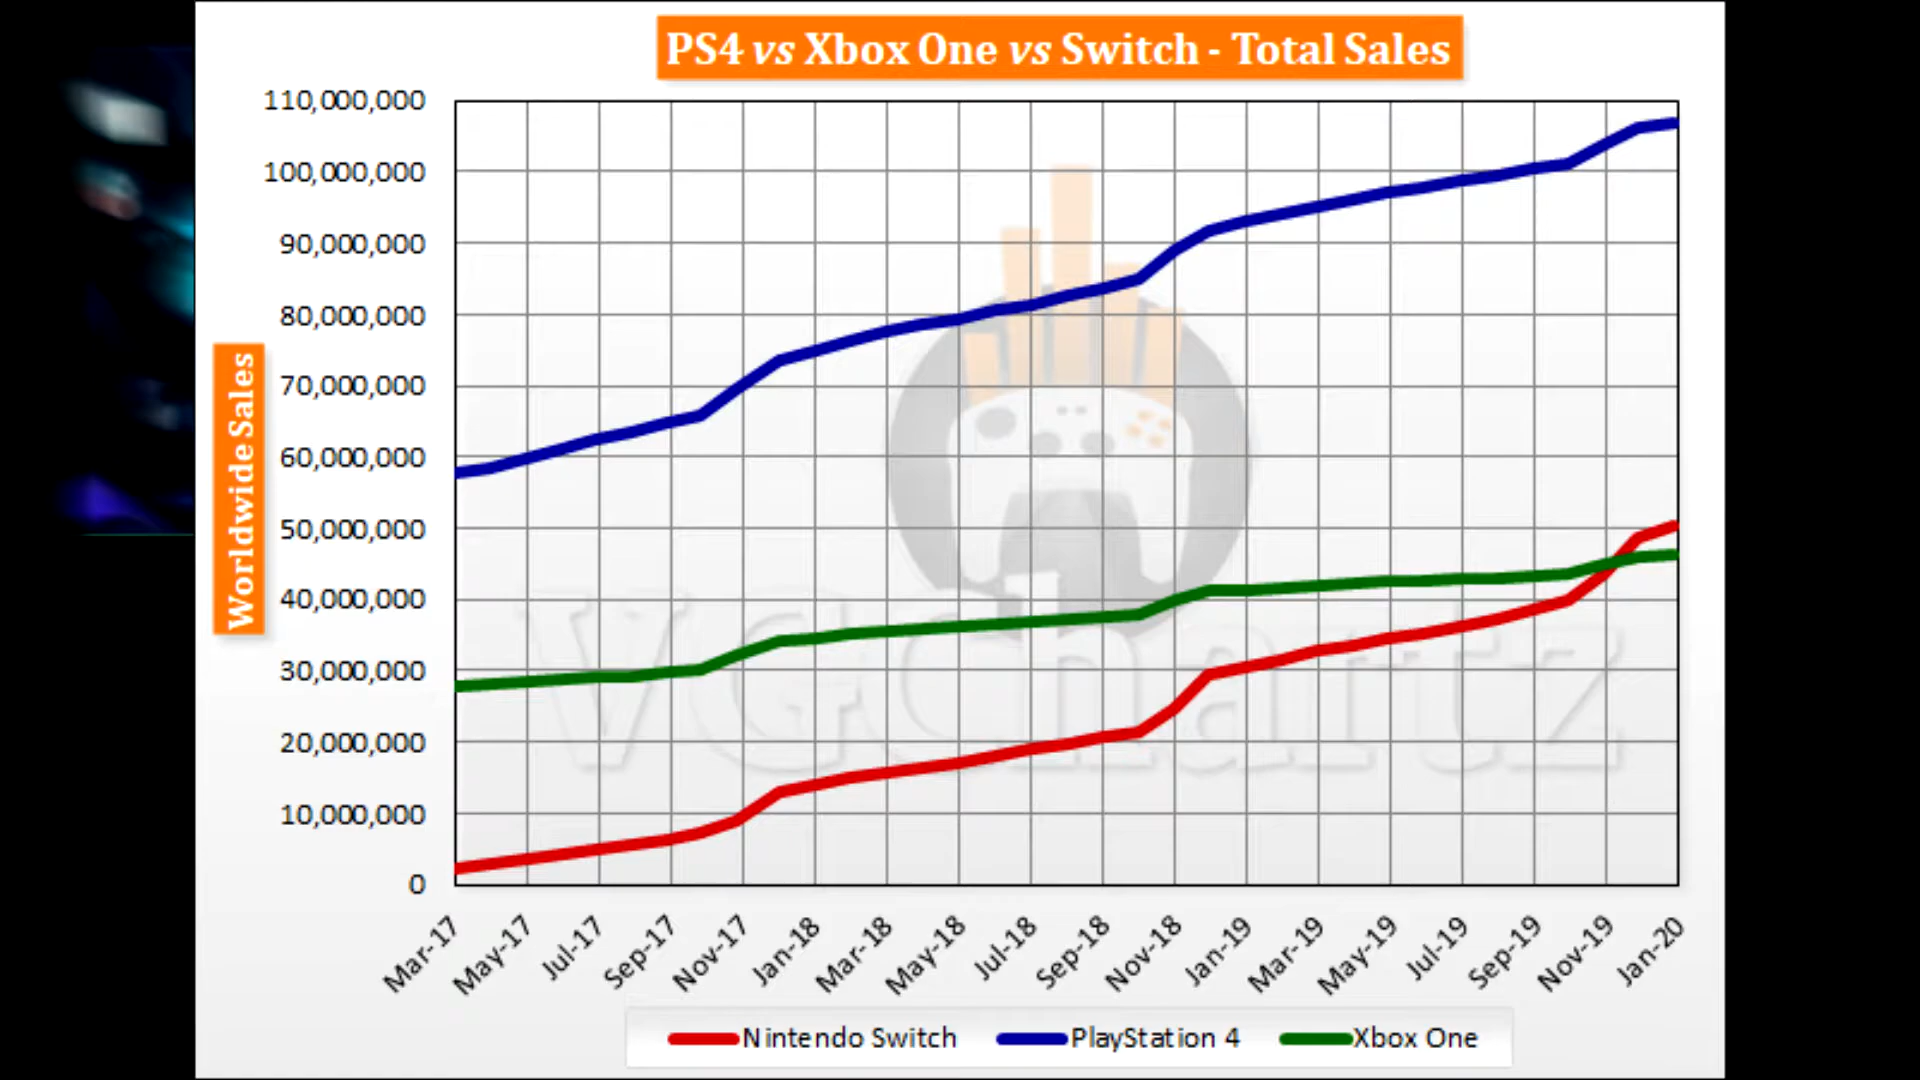 PS4 vs Xbox One vs Switch - Total Sales
110,000,000
100,000,000
90,000,000
80,000,000
70,000,000
60,000,000
50,000,000
40,000,000
30,000,000
20,000,000
10,000,000
0
Worldwide Sales
VGChartz
Mar-17
May-17
Jul-17
Sep-17
Nov-17
Jan-18
Mar-18
May-18
Jul-18
Sep-18
Nov-18
Jan-19
Mar-19
May-19
Jul-19
Sep-19
Nov-19
Jan-20
Nintendo Switch PlayStation 4 Xbox One